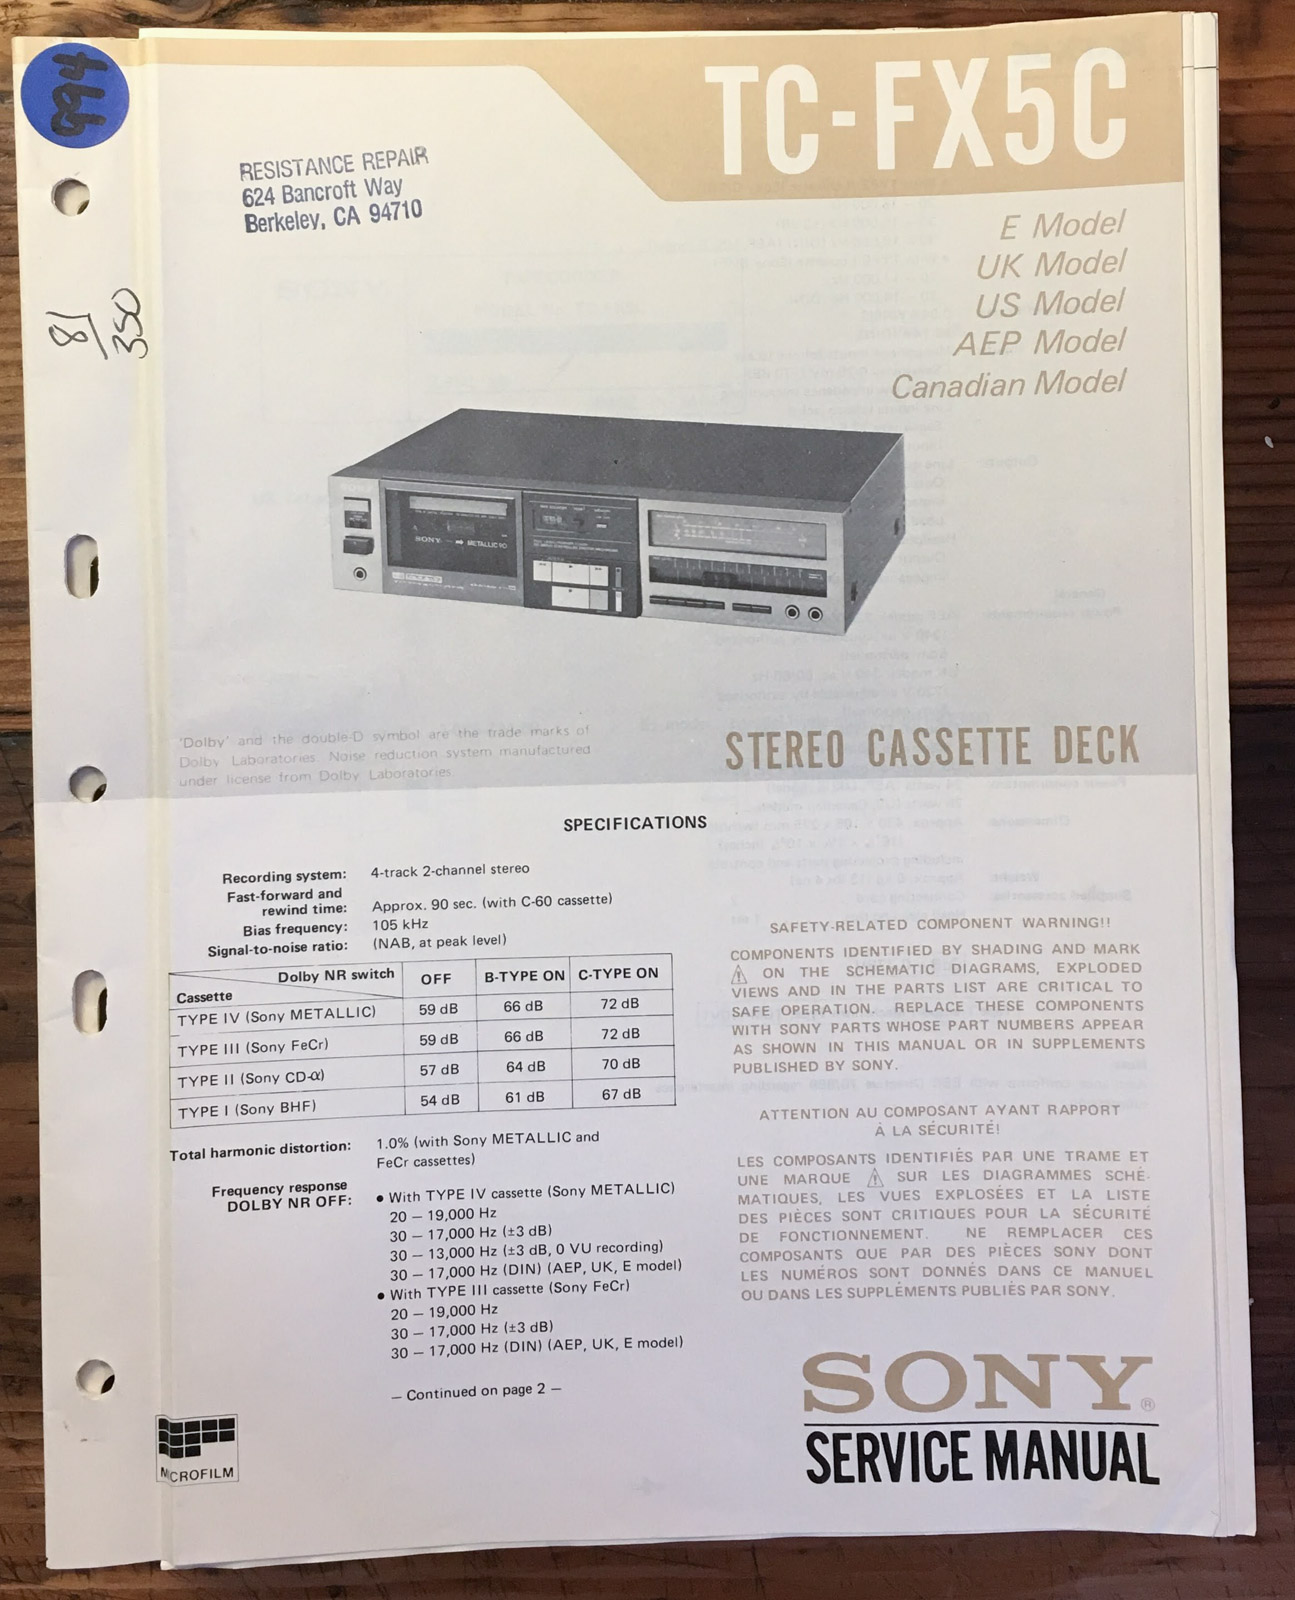 994
TC-FX5C
RESISTANCE REPAIR
624 Bancroft Way
Berkeley, CA 94710
E Model
UK Model
US Model
AEP Model
Canadian Model
81/350
SONY METALLIC
'Dolby' and the double-D symbol are the trade marks of
Dolby Laboratories. Noise reduction system manufactured
under license from Dolby Laboratories.
STEREO CASSETTE DECK
SPECIFICATIONS
Recording system: 4-track 2-channel stereo
Fast-forward and
rewind time: Approx. 90 sec. (with C-60 cassette)
Bias frequency: 105 kHz
Signal-to-noise ratio: (NAB, at peak level)
Dolby NR switch OFF B-TYPE ON C-TYPE ON
Cassette
TYPE IV (Sony METALLIC) 59 dB 66 dB 72 dB
TYPE III (Sony FeCr) 59 dB 66 dB 72 dB
TYPE II (Sony CD-α) 57 dB 64 dB 70 dB
TYPE I (Sony BHF) 54 dB 61 dB 67 dB
Total harmonic distortion: 1.0% (with Sony METALLIC and
FeCr cassettes)
Frequency response
DOLBY NR OFF:
● With TYPE IV cassette (Sony METALLIC)
20 – 19,000 Hz
30 – 17,000 Hz (±3 dB)
30 – 13,000 Hz (±3 dB, 0 VU recording)
30 – 17,000 Hz (DIN) (AEP, UK, E model)
● With TYPE III cassette (Sony FeCr)
20 – 19,000 Hz
30 – 17,000 Hz (±3 dB)
30 – 17,000 Hz (DIN) (AEP, UK, E model)
– Continued on page 2 –
MICROFILM
SAFETY-RELATED COMPONENT WARNING!!
COMPONENTS IDENTIFIED BY SHADING AND MARK
⚠ ON THE SCHEMATIC DIAGRAMS, EXPLODED
VIEWS AND IN THE PARTS LIST ARE CRITICAL TO
SAFE OPERATION. REPLACE THESE COMPONENTS
WITH SONY PARTS WHOSE PART NUMBERS APPEAR
AS SHOWN IN THIS MANUAL OR IN SUPPLEMENTS
PUBLISHED BY SONY.
ATTENTION AU COMPOSANT AYANT RAPPORT
À LA SÉCURITÉ!
LES COMPOSANTS IDENTIFIÉS PAR UNE TRAME ET
UNE MARQUE ⚠ SUR LES DIAGRAMMES SCHÉ-
MATIQUES, LES VUES EXPLOSÉES ET LA LISTE
DES PIÈCES SONT CRITIQUES POUR LA SÉCURITÉ
DE FONCTIONNEMENT. NE REMPLACER CES
COMPOSANTS QUE PAR DES PIÈCES SONY DONT
LES NUMÉROS SONT DONNÉS DANS CE MANUEL
OU DANS LES SUPPLÉMENTS PUBLIÉS PAR SONY.
SONY®
SERVICE MANUAL